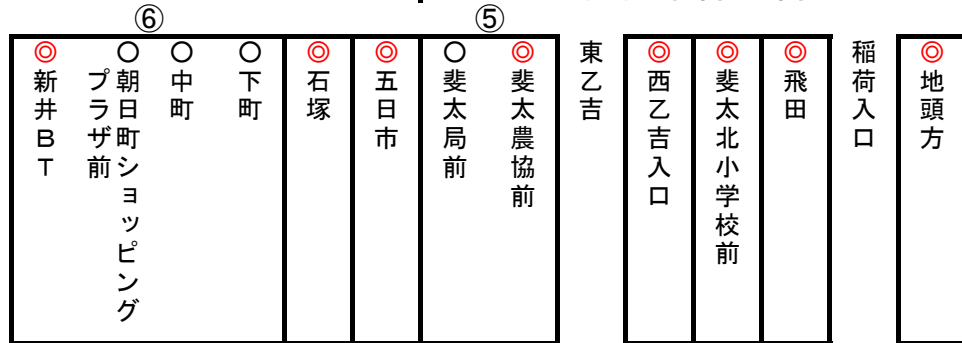 ⑥
⑤
◎新井BT
○朝日町ショッピング
プラザ前
○中町
○下町
◎石塚
◎五日市
○斐太局前
◎斐太農協前
東乙吉
◎西乙吉入口
◎斐太北小学校前
◎飛田
稲荷入口
◎地頭方